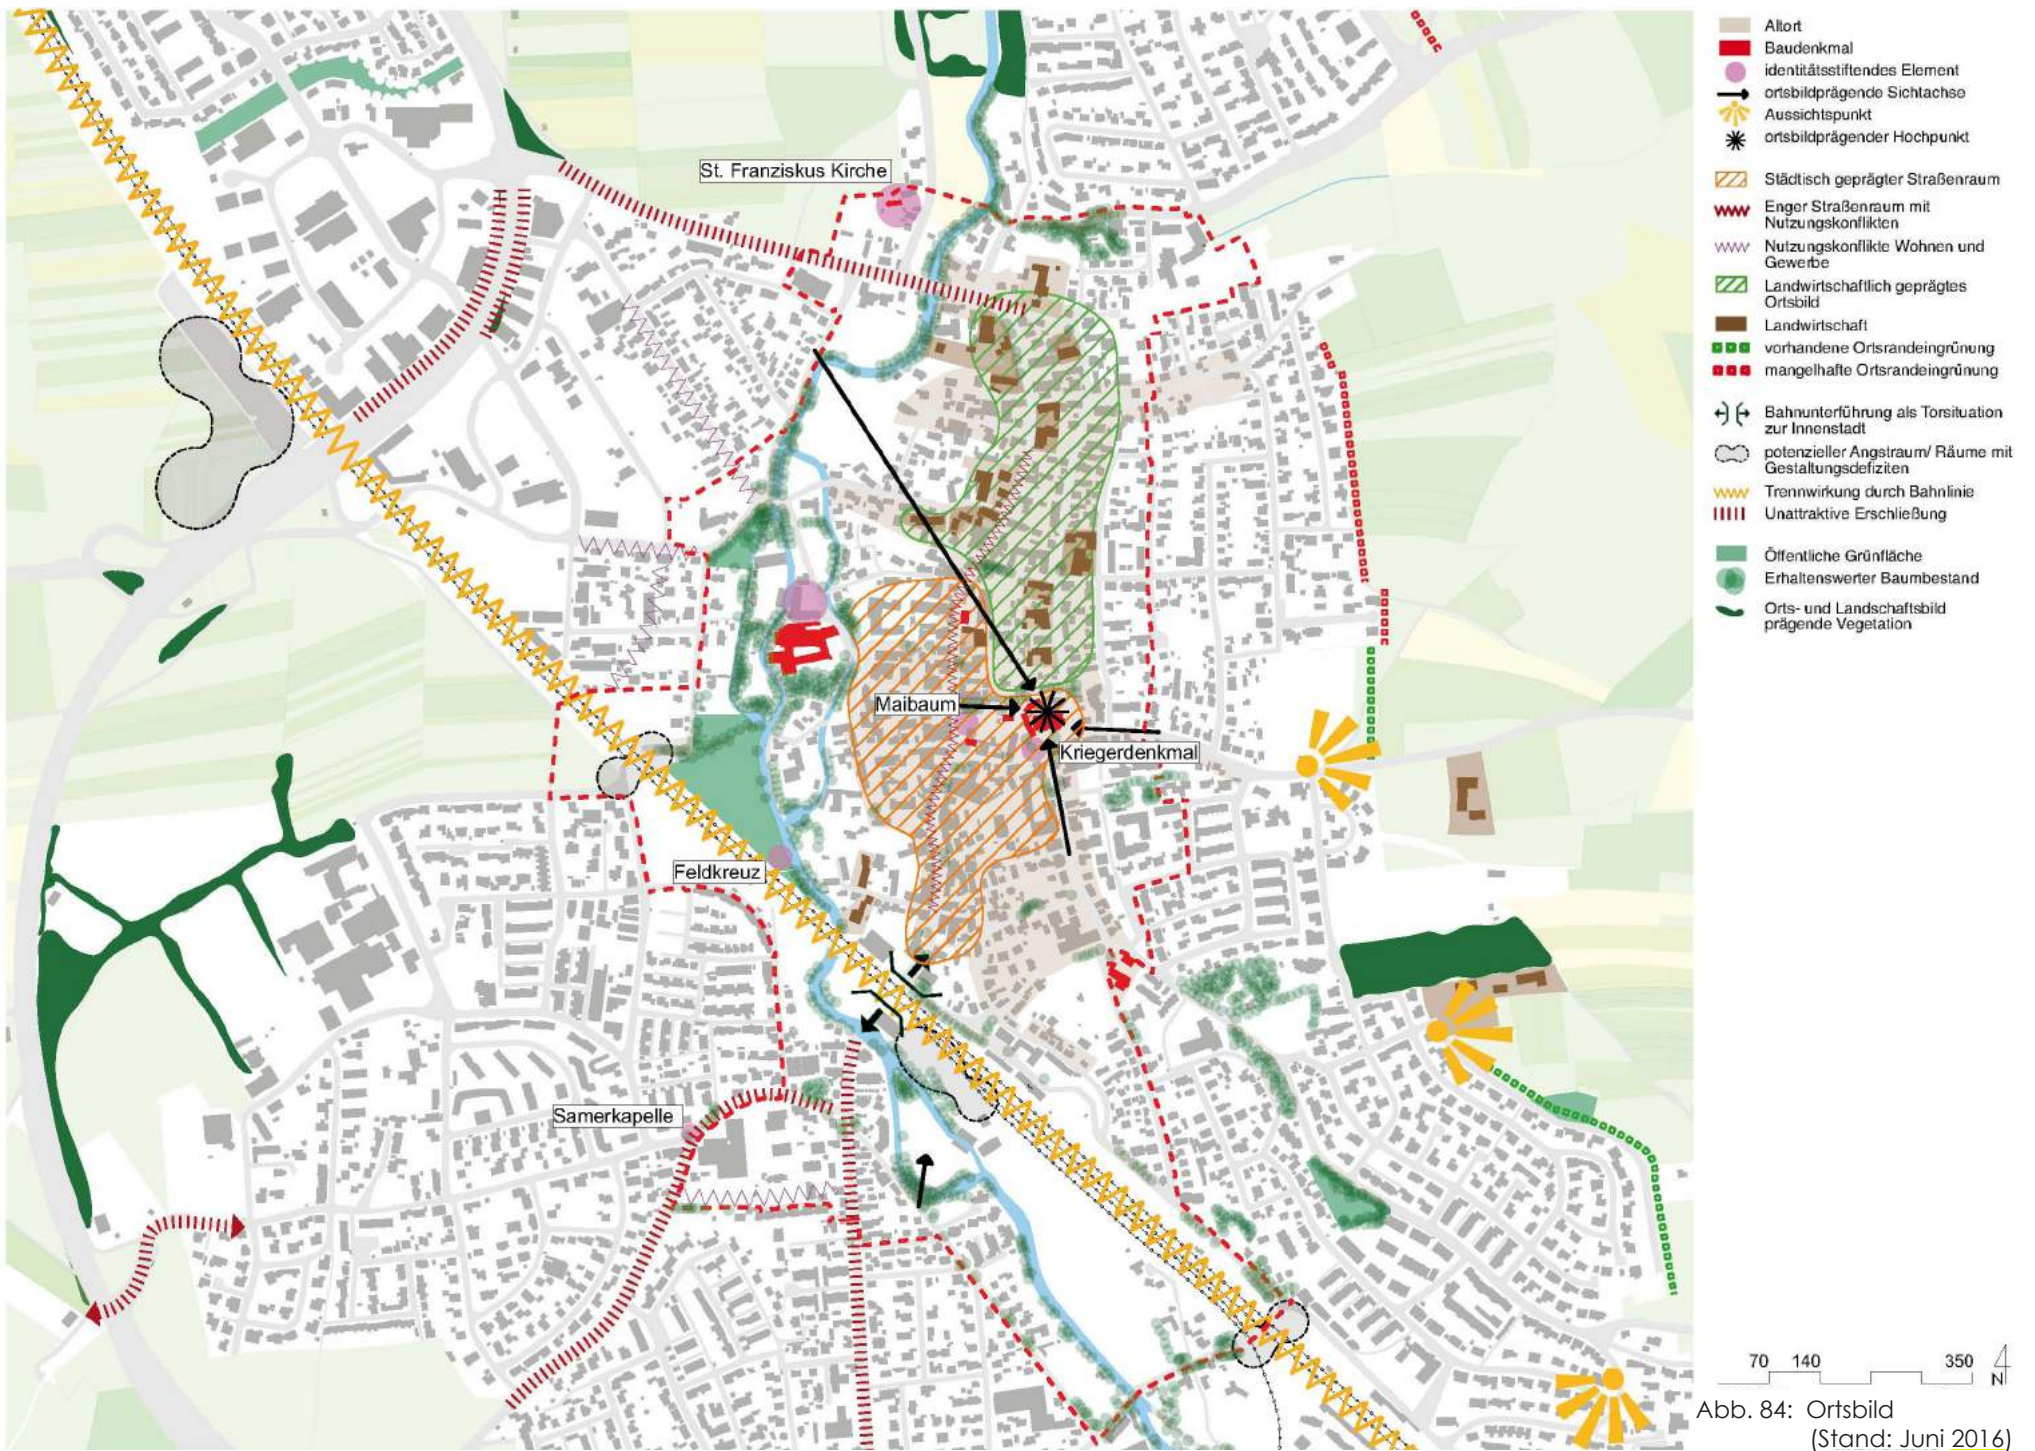 St. Franziskus Kirche
Maibaum
Kriegerdenkmal
Feldkreuz
Samerkapelle
Altort
Baudenkmal
identitätsstiftendes Element
ortsbildprägende Sichtachse
Aussichtspunkt
ortsbildprägender Hochpunkt
Städtisch geprägter Straßenraum
Enger Straßenraum mit
Nutzungskonflikten
Nutzungskonflikte Wohnen und
Gewerbe
Landwirtschaftlich geprägtes
Ortsbild
Landwirtschaft
vorhandene Ortsrandeingrünung
mangelhafte Ortsrandeingrünung
Bahnunterführung als Torsituation
zur Innenstadt
potenzieller Angstraum/ Räume mit
Gestaltungsdefiziten
Trennwirkung durch Bahnlinie
Unattraktive Erschließung
Öffentliche Grünfläche
Erhaltenswerter Baumbestand
Orts- und Landschaftsbild
prägende Vegetation
70 140 350
N
Abb. 84: Ortsbild
(Stand: Juni 2016)